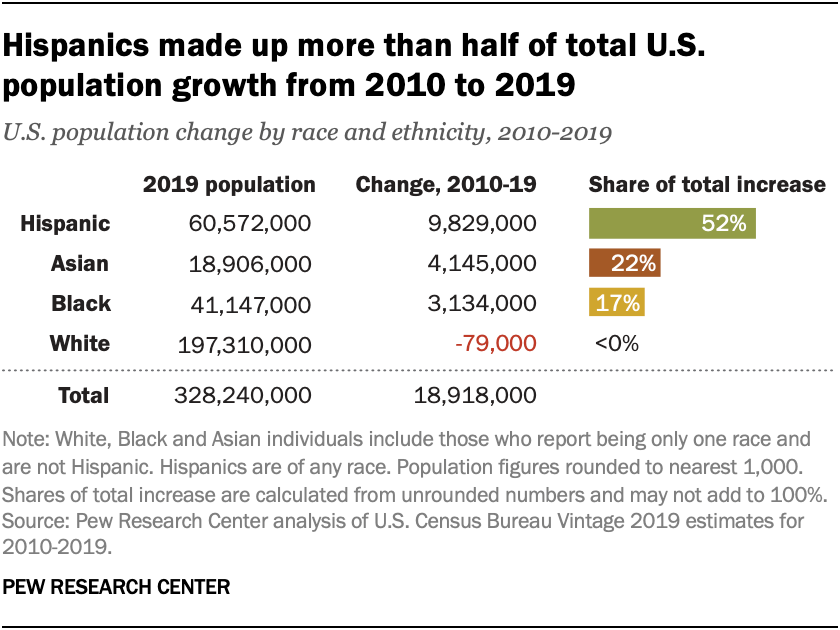 Hispanics made up more than half of total U.S.
population growth from 2010 to 2019
U.S. population change by race and ethnicity, 2010-2019
2019 population Change, 2010-19 Share of total increase
Hispanic 60,572,000 9,829,000 52%
Asian 18,906,000 4,145,000 22%
Black 41,147,000 3,134,000 17%
White 197,310,000 -79,000 <0%
Total 328,240,000 18,918,000
Note: White, Black and Asian individuals include those who report being only one race and
are not Hispanic. Hispanics are of any race. Population figures rounded to nearest 1,000.
Shares of total increase are calculated from unrounded numbers and may not add to 100%.
Source: Pew Research Center analysis of U.S. Census Bureau Vintage 2019 estimates for
2010-2019.
PEW RESEARCH CENTER